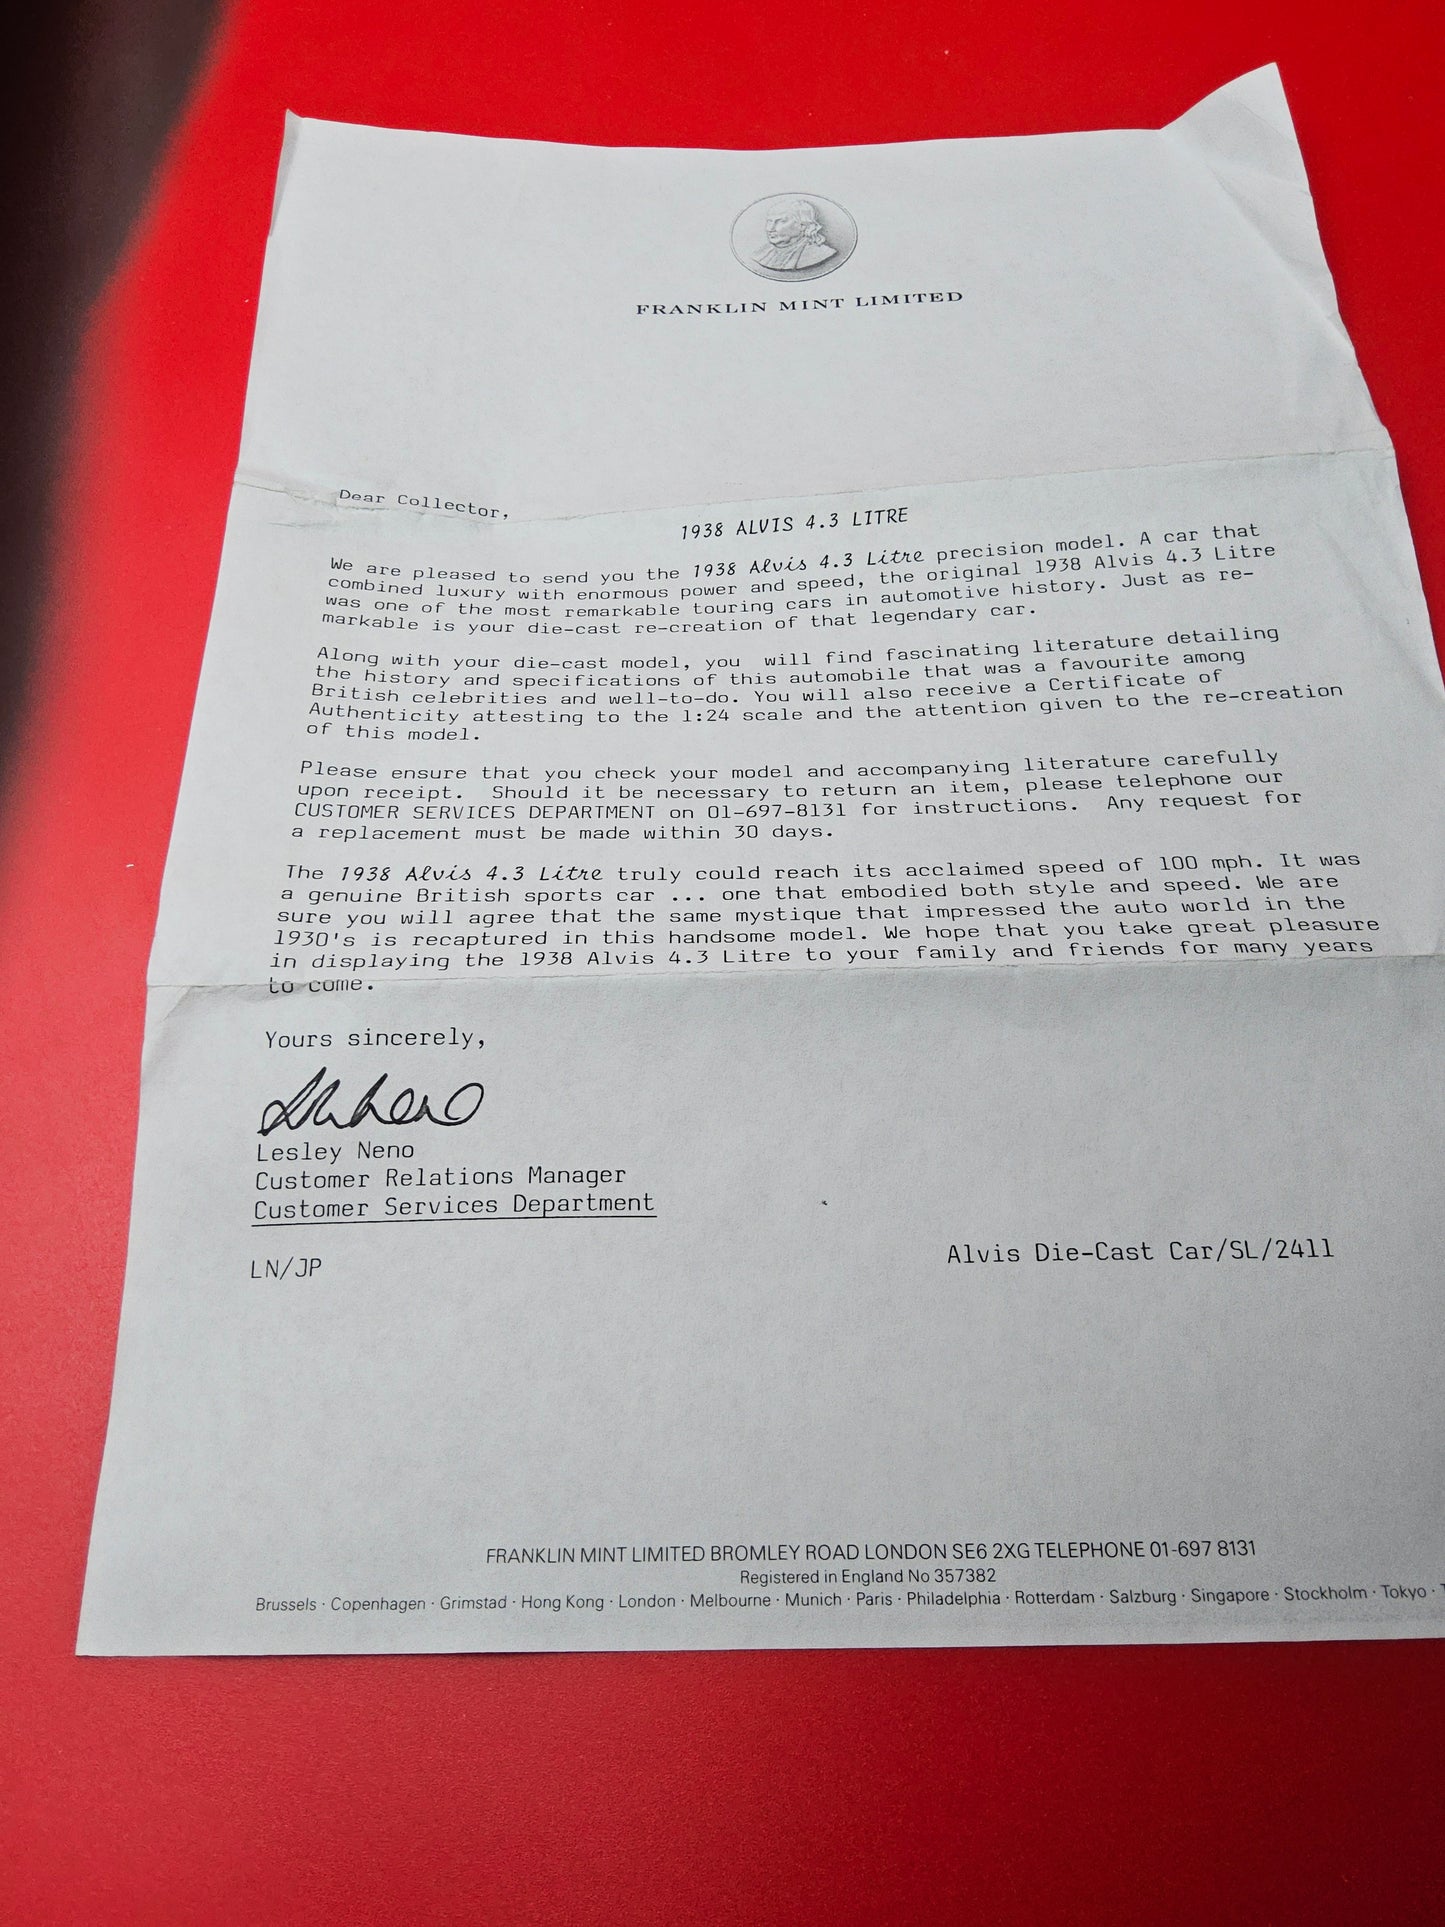 FRANKLIN MINT LIMITED
Dear Collector,
1938 ALVIS 4.3 LITRE
We are pleased to send you the 1938 Alvis 4.3 Litre precision model. A car that
combined luxury with enormous power and speed, the original 1938 Alvis 4.3 Litre
was one of the most remarkable touring cars in automotive history. Just as re-
markable is your die-cast re-creation of that legendary car.
Along with your die-cast model, you will find fascinating literature detailing
the history and specifications of this automobile that was a favourite among
British celebrities and well-to-do. You will also receive a Certificate of
Authenticity attesting to the 1:24 scale and the attention given to the re-creation
of this model.
Please ensure that you check your model and accompanying literature carefully
upon receipt. Should it be necessary to return an item, please telephone our
CUSTOMER SERVICES DEPARTMENT on 01-697-8131 for instructions. Any request for
a replacement must be made within 30 days.
The 1938 Alvis 4.3 Litre truly could reach its acclaimed speed of 100 mph. It was
a genuine British sports car ... one that embodied both style and speed. We are
sure you will agree that the same mystique that impressed the auto world in the
1930's is recaptured in this handsome model. We hope that you take great pleasure
in displaying the 1938 Alvis 4.3 Litre to your family and friends for many years
to come.
Yours sincerely,
Lesley Neno
Customer Relations Manager
Customer Services Department
LN/JP
Alvis Die-Cast Car/SL/2411
FRANKLIN MINT LIMITED BROMLEY ROAD LONDON SE6 2XG TELEPHONE 01-697 8131
Registered in England No 357382
Brussels · Copenhagen · Grimstad · Hong Kong · London · Melbourne · Munich · Paris · Philadelphia · Rotterdam · Salzburg · Singapore · Stockholm · Tokyo ·